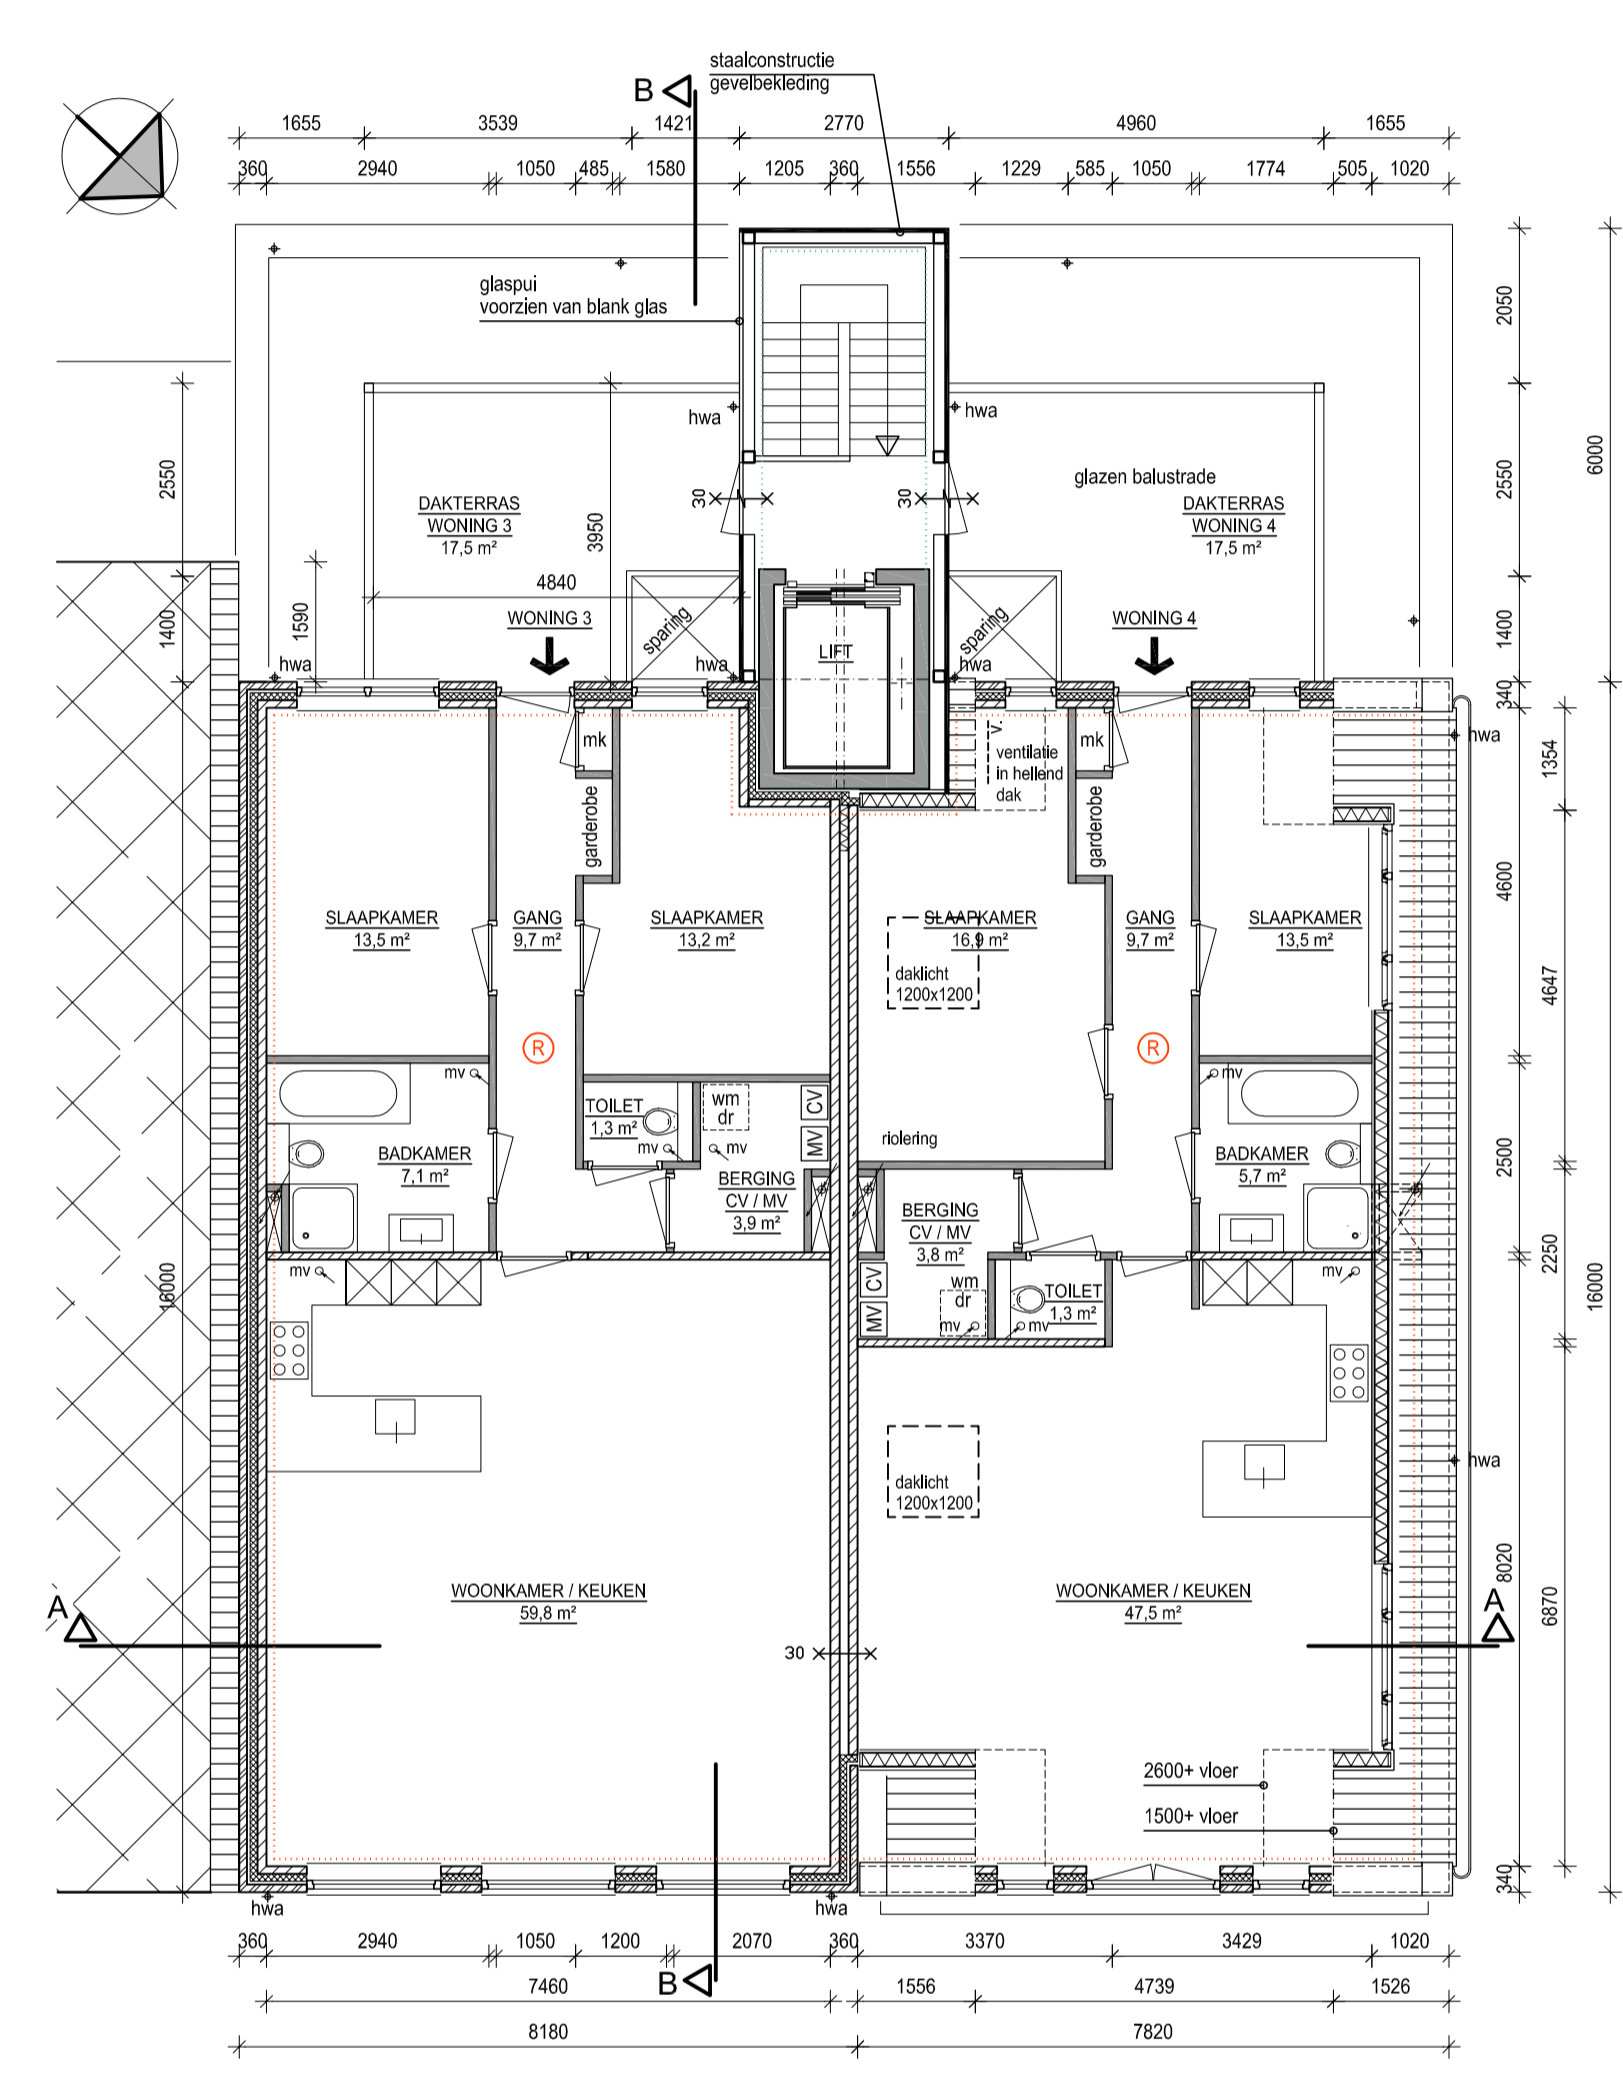 staalconstructie
gevelbekleding
B
1655 3539 1421 2770 4960 1655
360 2940 1050 485 1580 1205 360 1556 1229 585 1050 1774 505 1020
glaspui
voorzien van blank glas
2050
6000
hwa
hwa
2550
2550
glazen balustrade
30
30
DAKTERRAS
WONING 3
17,5 m²
DAKTERRAS
WONING 4
17,5 m²
3950
4840
1400
1590
1400
WONING 3
WONING 4
sparing
sparing
LIFT
hwa
hwa
hwa
340
mk
mk
V.
ventilatie
in hellend
dak
hwa
1354
garderobe
garderobe
4600
SLAAPKAMER
13,5 m²
GANG
9,7 m²
SLAAPKAMER
13,2 m²
SLAAPKAMER
16,9 m²
GANG
9,7 m²
SLAAPKAMER
13,5 m²
daklicht
1200x1200
4647
R
R
mv
mv
wm
dr
CV
MV
TOILET
1,3 m²
mv
mv
riolering
BADKAMER
7,1 m²
BADKAMER
5,7 m²
2500
BERGING
CV / MV
3,9 m²
BERGING
CV / MV
3,8 m²
2250
16000
16000
mv
mv
CV
MV
wm
dr
mv
TOILET
1,3 m²
mv
daklicht
1200x1200
hwa
8020
6870
WOONKAMER / KEUKEN
59,8 m²
WOONKAMER / KEUKEN
47,5 m²
A
A
30
2600+ vloer
1500+ vloer
340
hwa
hwa
360 2940 1050 1200 2070 360 3370 3429 1020
B
7460 1556 4739 1526
8180 7820